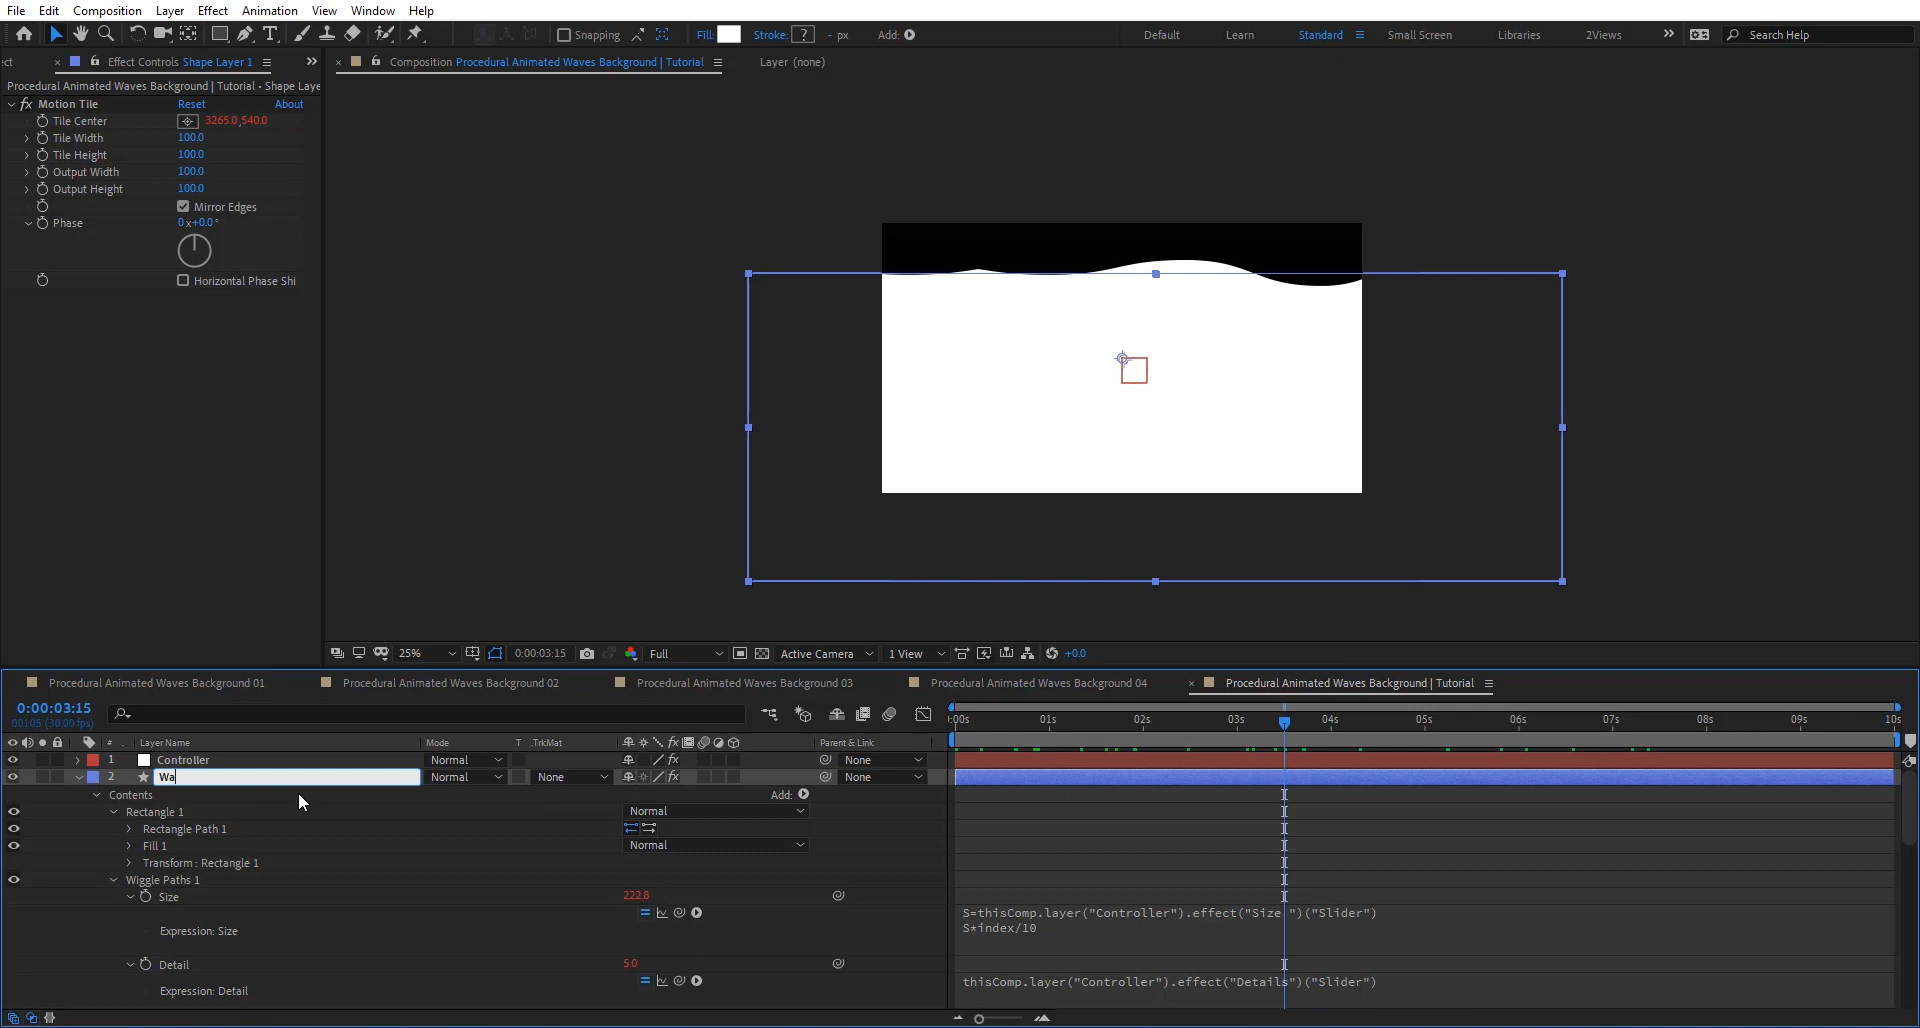 File Edit Composition Layer Effect Animation View Window Help
Snapping Fill: Stroke: ? - px Add: Default Learn Standard Small Screen Libraries 2Views Search Help
ect Effect Controls Shape Layer 1
Composition Procedural Animated Waves Background | Tutorial Layer (none)
Procedural Animated Waves Background | Tutorial • Shape Laye
fx Motion Tile Reset About
Tile Center 3265.0,540.0
Tile Width 100.0
Tile Height 100.0
Output Width 100.0
Output Height 100.0
Mirror Edges
Phase 0x+0.0°
Horizontal Phase Shi
25% 0:00:03:15 Full Active Camera 1 View +0.0
Procedural Animated Waves Background 01 Procedural Animated Waves Background 02 Procedural Animated Waves Background 03 Procedural Animated Waves Background 04 Procedural Animated Waves Background | Tutorial
0:00:03:15
00105 (30.00 fps)
:00s 01s 02s 03s 04s 05s 06s 07s 08s 09s 10s
# Layer Name Mode T .TrkMat fx Parent & Link
1 Controller Normal None
2 Wa Normal None fx None
Contents Add:
Rectangle 1 Normal
Rectangle Path 1
Fill 1 Normal
Transform : Rectangle 1
Wiggle Paths 1
Size 222.8
S=thisComp.layer("Controller").effect("Size ")("Slider")
S*index/10
Expression: Size
Detail 5.0
thisComp.layer("Controller").effect("Details")("Slider")
Expression: Detail